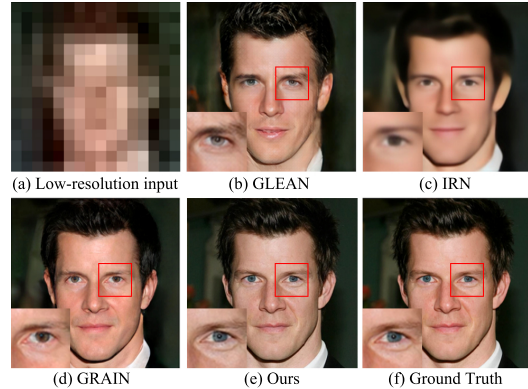 (a) Low-resolution input
(b) GLEAN
(c) IRN
(d) GRAIN
(e) Ours
(f) Ground Truth